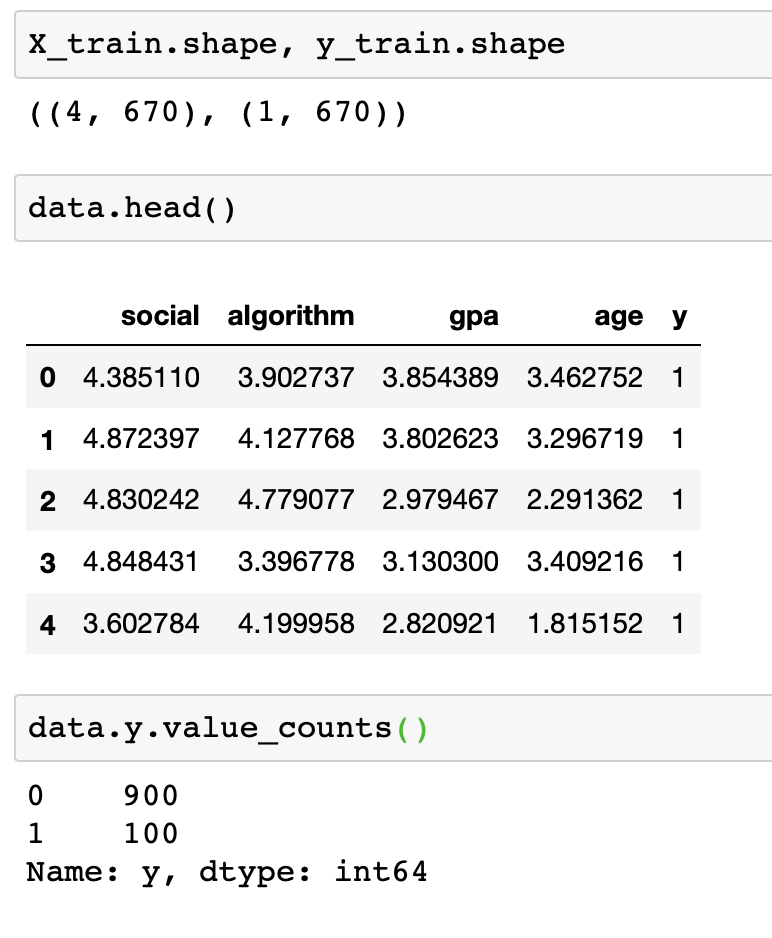 X_train.shape, y_train.shape
((4, 670), (1, 670))
data.head()
social algorithm gpa age y
0 4.385110 3.902737 3.854389 3.462752 1
1 4.872397 4.127768 3.802623 3.296719 1
2 4.830242 4.779077 2.979467 2.291362 1
3 4.848431 3.396778 3.130300 3.409216 1
4 3.602784 4.199958 2.820921 1.815152 1
data.y.value_counts()
0 900
1 100
Name: y, dtype: int64